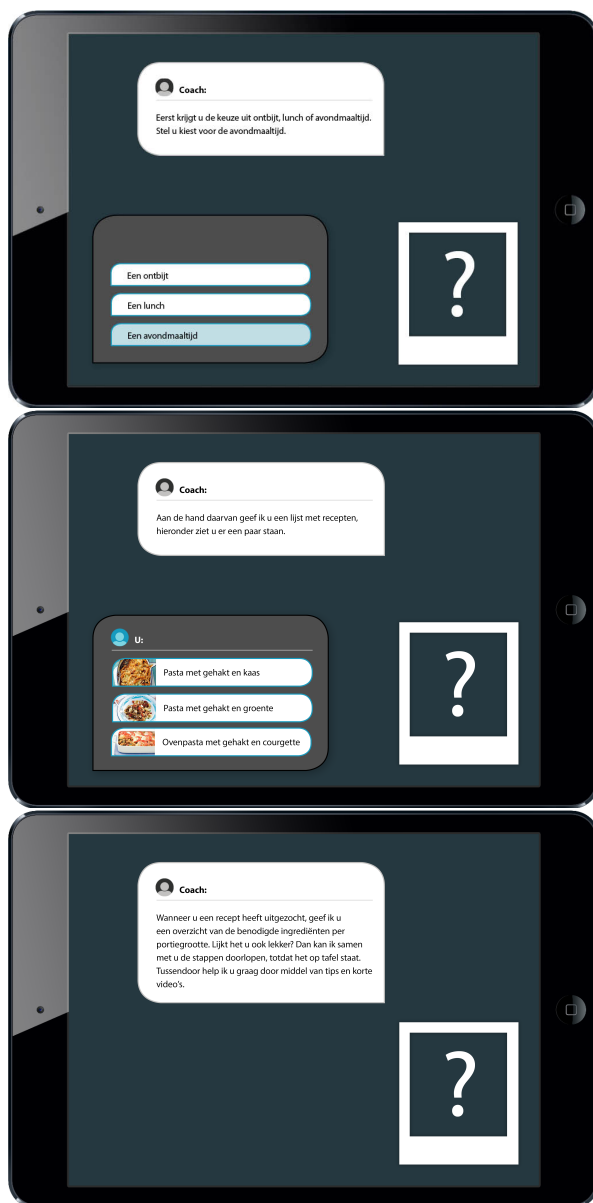 Coach:
Eerst krijgt u de keuze uit ontbijt, lunch of avondmaaltijd.
Stel u kiest voor de avondmaaltijd.
Een ontbijt
Een lunch
Een avondmaaltijd
?
Coach:
Aan de hand daarvan geef ik u een lijst met recepten,
hieronder ziet u er een paar staan.
U:
Pasta met gehakt en kaas
Pasta met gehakt en groente
Ovenpasta met gehakt en courgette
?
Coach:
Wanneer u een recept heeft uitgezocht, geef ik u
een overzicht van de benodigde ingrediënten per
portiegrootte. Lijkt het u ook lekker? Dan kan ik samen
met u de stappen doorlopen, totdat het op tafel staat.
Tussendoor help ik u graag door middel van tips en korte
video's.
?